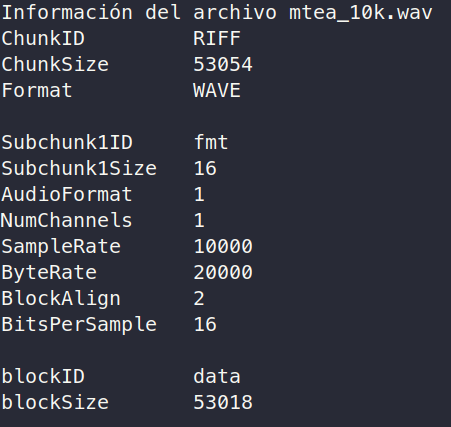 Información del archivo mtea_10k.wav
ChunkID RIFF
ChunkSize 53054
Format WAVE
Subchunk1ID fmt
Subchunk1Size 16
AudioFormat 1
NumChannels 1
SampleRate 10000
ByteRate 20000
BlockAlign 2
BitsPerSample 16
blockID data
blockSize 53018